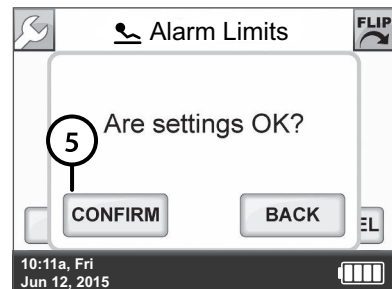 Alarm Limits
FLIP
Are settings OK?
5
CONFIRM
BACK
EL
10:11a, Fri
Jun 12, 2015